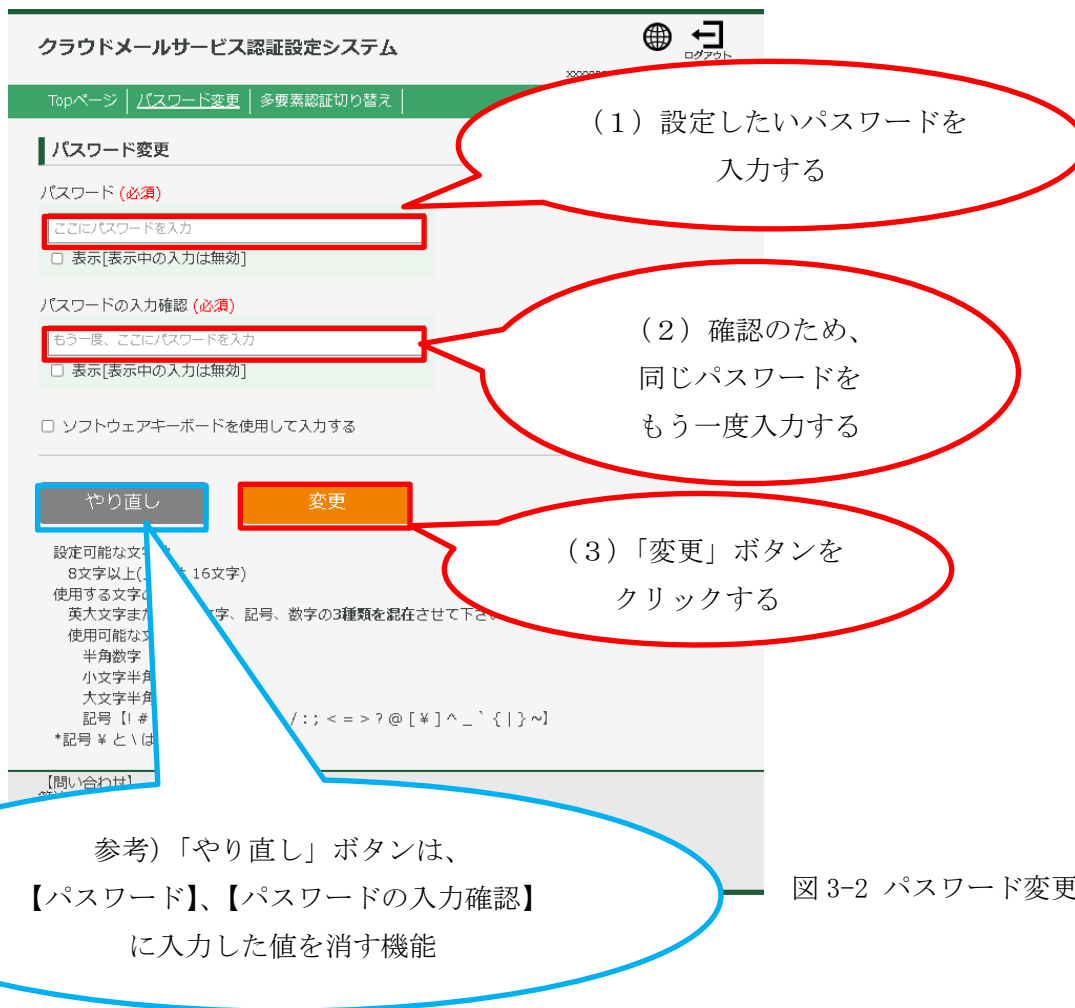 クラウドメールサービス認証設定システム
ログアウト
Topページ | パスワード変更 | 多要素認証切り替え |
(1)設定したいパスワードを
入力する
パスワード変更
パスワード (必須)
ここにパスワードを入力
表示[表示中の入力は無効]
パスワードの入力確認 (必須)
もう一度、ここにパスワードを入力
表示[表示中の入力は無効]
(2)確認のため、
同じパスワードを
もう一度入力する
ソフトウェアキーボードを使用して入力する
やり直し
変更
(3)「変更」ボタンを
クリックする
設定可能な文字
8文字以上( 16文字)
使用する文字
英大文字また 字、記号、数字の3種類を混在させて下さい
使用可能な文
半角数字
小文字半角
大文字半角
記号【! # / : ; < = > ? @ [ ¥ ] ^ _ ` { | } ~】
*記号 ¥ と \ は
【問い合わせ】
参考)「やり直し」ボタンは、
【パスワード】、【パスワードの入力確認】
に入力した値を消す機能
図 3-2 パスワード変更